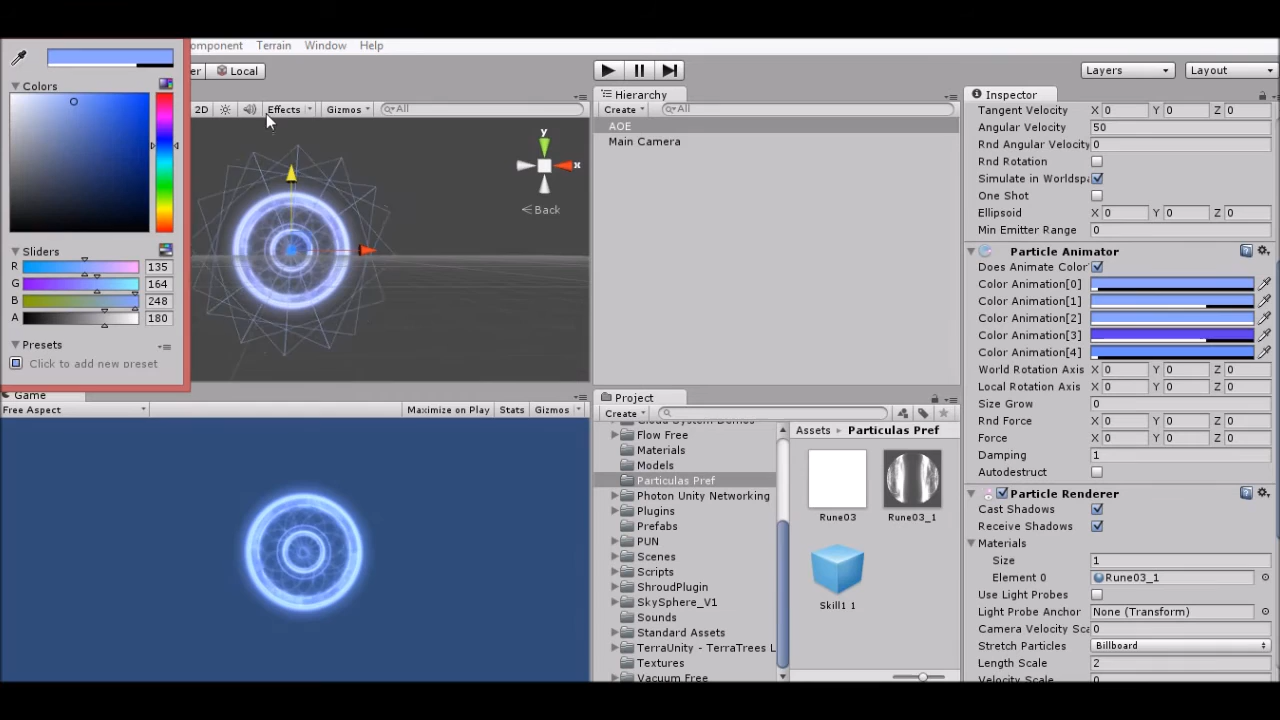 omponent Terrain Window Help
er Local Layers Layout
Colors
Sliders
R 135
G 164
B 248
A 180
Presets
Click to add new preset
2D Effects Gizmos All
y
x
Back
Game
Free Aspect Maximize on Play Stats Gizmos
Hierarchy
Create All
AOE
Main Camera
Project
Create
Flow Free
Materials
Models
Particulas Pref
Photon Unity Networking
Plugins
Prefabs
PUN
Scenes
Scripts
ShroudPlugin
SkySphere_V1
Sounds
Standard Assets
TerraUnity - TerraTrees L
Textures
Vacuum Free
Assets Particulas Pref
Rune03
Rune03_1
Skill1 1
Inspector
Tangent Velocity X 0 Y 0 Z 0
Angular Velocity 50
Rnd Angular Velocity 0
Rnd Rotation
Simulate in Worldspa
One Shot
Ellipsoid X 0 Y 0 Z 0
Min Emitter Range 0
Particle Animator
Does Animate Color
Color Animation[0]
Color Animation[1]
Color Animation[2]
Color Animation[3]
Color Animation[4]
World Rotation Axis X 0 Y 0 Z 0
Local Rotation Axis X 0 Y 0 Z 0
Size Grow 0
Rnd Force X 0 Y 0 Z 0
Force X 0 Y 0 Z 0
Damping 1
Autodestruct
Particle Renderer
Cast Shadows
Receive Shadows
Materials
Size 1
Element 0 Rune03_1
Use Light Probes
Light Probe Anchor None (Transform)
Camera Velocity Sca 0
Stretch Particles Billboard
Length Scale 2
Velocity Scale 0